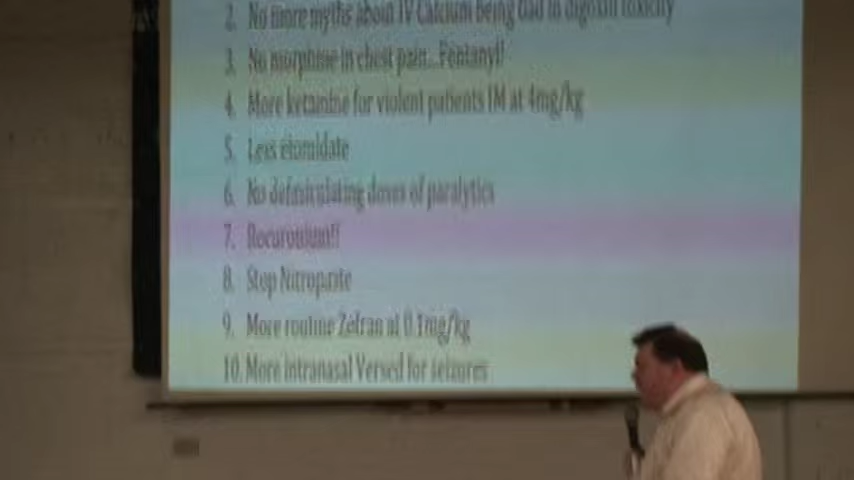 2. No more myths about IV Calcium being bad in digoxin toxicity
3. No morphine in chest pain...Fentanyl!
4. More ketamine for violent patients IM at 4mg/kg
5. Less etomidate
6. No defasiculating doses of paralytics
7. Rocuronium!!
8. Stop Nitropaste
9. More routine Zofran at 0.1mg/kg
10. More intranasal Versed for seizures